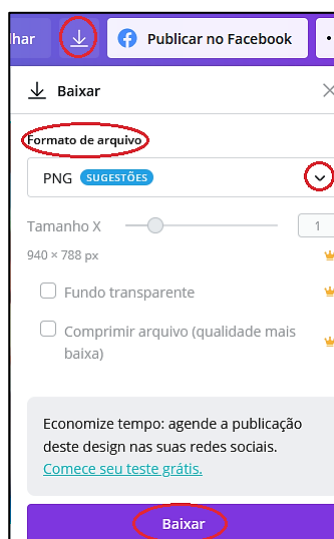 lhar
Publicar no Facebook
Baixar
Formato de arquivo
PNG SUGESTÕES
Tamanho X
1
940 × 788 px
Fundo transparente
Comprimir arquivo (qualidade mais
baixa)
Economize tempo: agende a publicação
deste design nas suas redes sociais.
Comece seu teste grátis.
Baixar